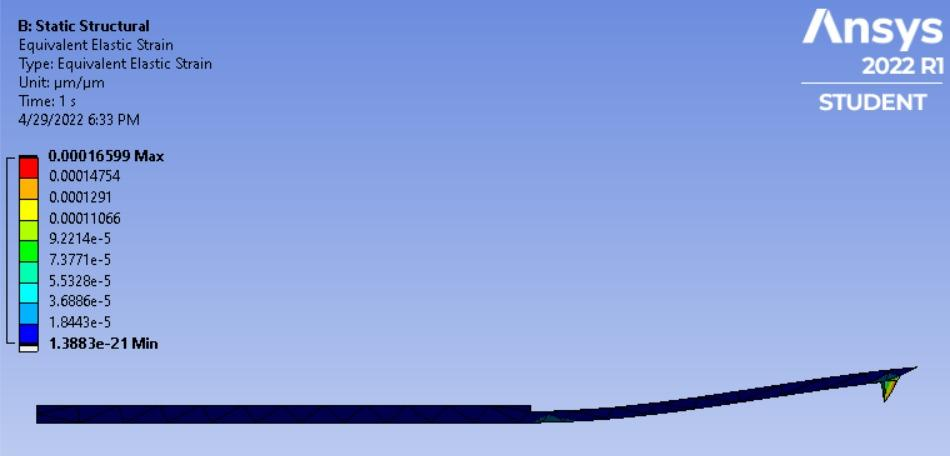 B: Static Structural
Equivalent Elastic Strain
Type: Equivalent Elastic Strain
Unit: µm/µm
Time: 1 s
4/29/2022 6:33 PM
Ansys
2022 R1
STUDENT
0.00016599 Max
0.00014754
0.0001291
0.00011066
9.2214e-5
7.3771e-5
5.5328e-5
3.6886e-5
1.8443e-5
1.3883e-21 Min